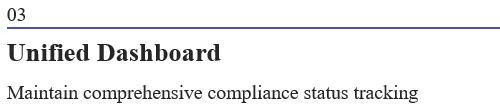 03
Unified Dashboard
Maintain comprehensive compliance status tracking